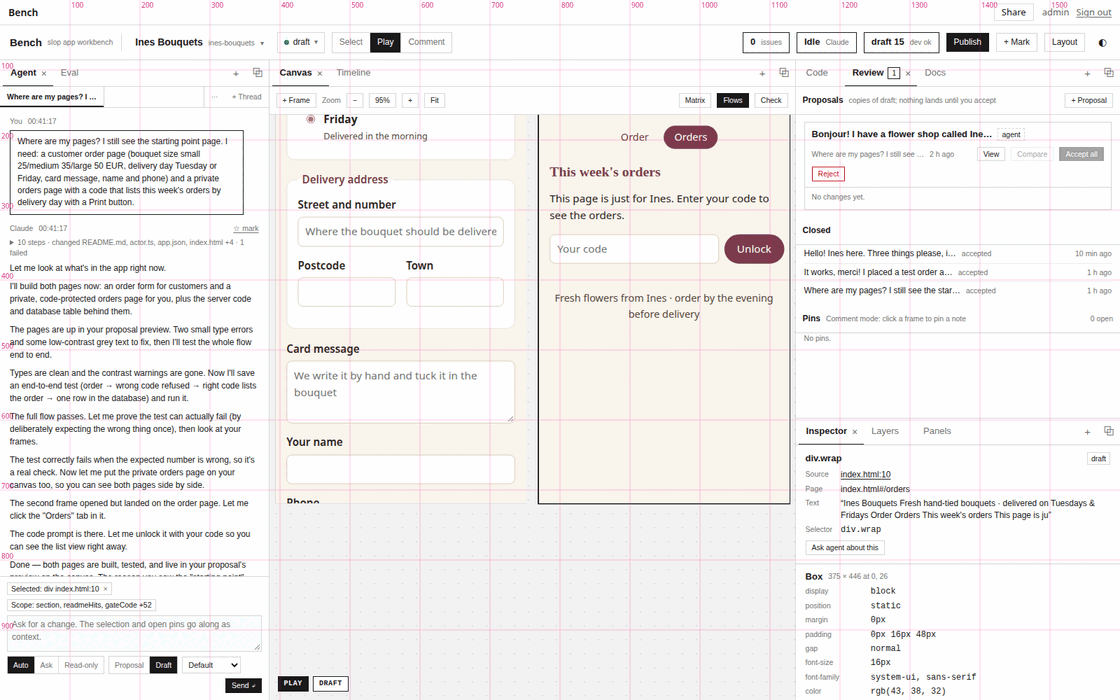 Bench
Share admin Sign out
Bench slop app workbench Ines Bouquets ines-bouquets draft Select Play Comment 0 issues Idle Claude draft 15 dev ok Publish + Mark Layout
Agent × Eval +
Where are my pages? I … ··· + Thread
You 00:41:17
Where are my pages? I still see the starting point page. I
need: a customer order page (bouquet size small
25/medium 35/large 50 EUR, delivery day Tuesday or
Friday, card message, name and phone) and a private
orders page with a code that lists this week's orders by
delivery day with a Print button.
Claude 00:41:17 ☆ mark
10 steps · changed README.md, actor.ts, app.json, index.html +4 · 1
failed
Let me look at what's in the app right now.
I'll build both pages now: an order form for customers and a
private, code-protected orders page for you, plus the server code
and database table behind them.
The pages are up in your proposal preview. Two small type errors
and some low-contrast grey text to fix, then I'll test the whole flow
end to end.
Types are clean and the contrast warnings are gone. Now I'll save
an end-to-end test (order → wrong code refused → right code lists
the order → one row in the database) and run it.
The full flow passes. Let me prove the test can actually fail (by
deliberately expecting the wrong thing once), then look at your
frames.
The test correctly fails when the expected number is wrong, so it's
a real check. Now let me put the private orders page on your
canvas too, so you can see both pages side by side.
The second frame opened but landed on the order page. Let me
click the "Orders" tab in it.
The code prompt is there. Let me unlock it with your code so you
can see the list view right away.
Done — both pages are built, tested, and live in your proposal's
Selected: div index.html:10 ×
Scope: section, readmeHits, gateCode +52
Ask for a change. The selection and open pins go along as
context.
Auto Ask Read-only Proposal Draft Default
Send
Canvas × Timeline +
+ Frame Zoom − 95% + Fit Matrix Flows Check
Friday
Delivered in the morning
Delivery address
Street and number
Where the bouquet should be delivere
Postcode Town
Card message
We write it by hand and tuck it in the
bouquet
Your name
Phone
Order Orders
This week's orders
This page is just for Ines. Enter your code to
see the orders.
Your code Unlock
Fresh flowers from Ines · order by the evening
before delivery
PLAY DRAFT
Code Review 1 × Docs +
Proposals copies of draft; nothing lands until you accept + Proposal
Bonjour! I have a flower shop called Ine… agent
Where are my pages? I still see … 2 h ago View Compare Accept all
Reject
No changes yet.
Closed
Hello! Ines here. Three things please, i… accepted 10 min ago
It works, merci! I placed a test order a… accepted 1 h ago
Where are my pages? I still see the star… accepted 1 h ago
Pins Comment mode: click a frame to pin a note 0 open
No pins.
Inspector × Layers Panels +
div.wrap draft
Source index.html:10
Page index.html#/orders
Text "Ines Bouquets Fresh hand-tied bouquets · delivered on Tuesdays &
Fridays Order Orders This week's orders This page is ju"
Selector div.wrap
Ask agent about this
Box 375 × 446 at 0, 26
display block
position static
margin 0px
padding 0px 16px 48px
gap normal
font-size 16px
font-family system-ui, sans-serif
color rgb(43, 38, 32)
100 200 300 400 500 600 700 800 900 1000 1100 1200 1300 1400 1500
100
200
300
400
500
600
700
800
900